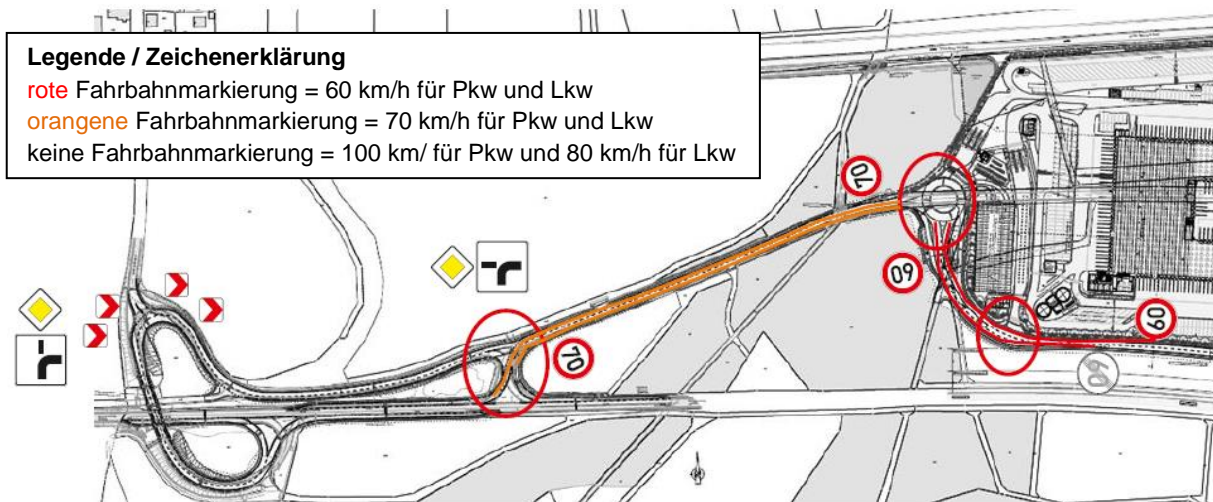 Legende / Zeichenerklärung
rote Fahrbahnmarkierung = 60 km/h für Pkw und Lkw
orangene Fahrbahnmarkierung = 70 km/h für Pkw und Lkw
keine Fahrbahnmarkierung = 100 km/ für Pkw und 80 km/h für Lkw
70
60
60
70
60